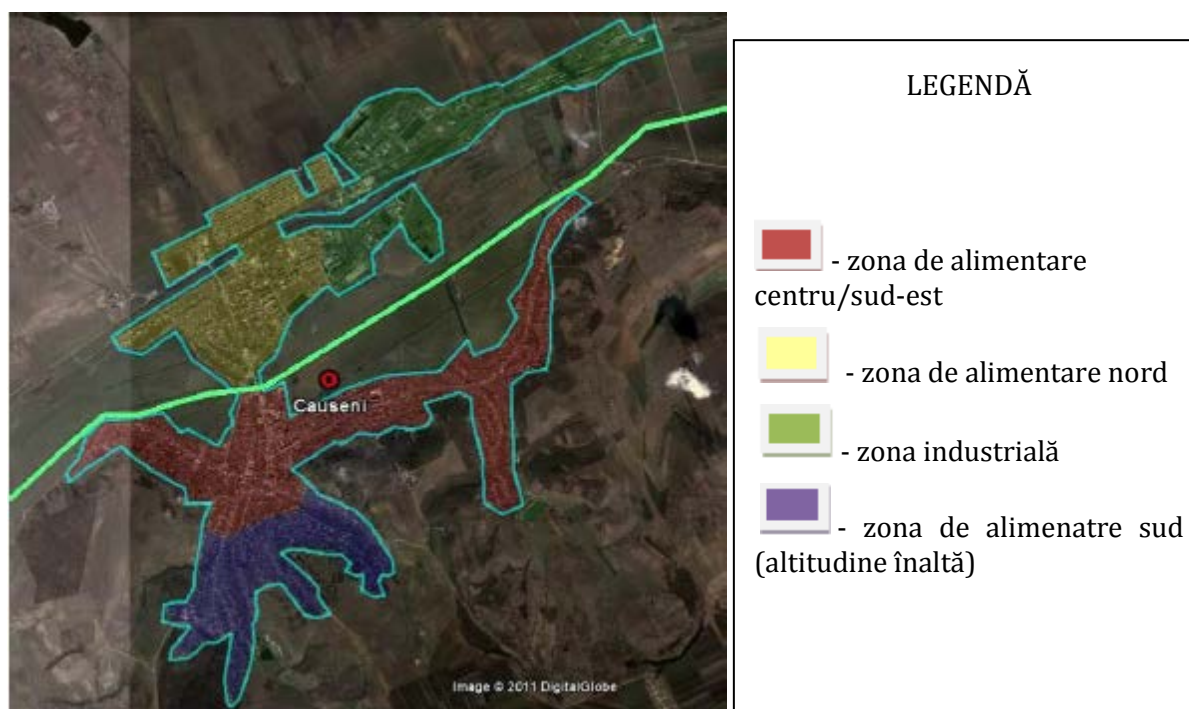 Causeni
Image © 2011 DigitalGlobe
LEGENDĂ
- zona de alimentare
centru/sud-est
- zona de alimentare nord
- zona industrială
- zona de alimenatre sud
(altitudine înaltă)